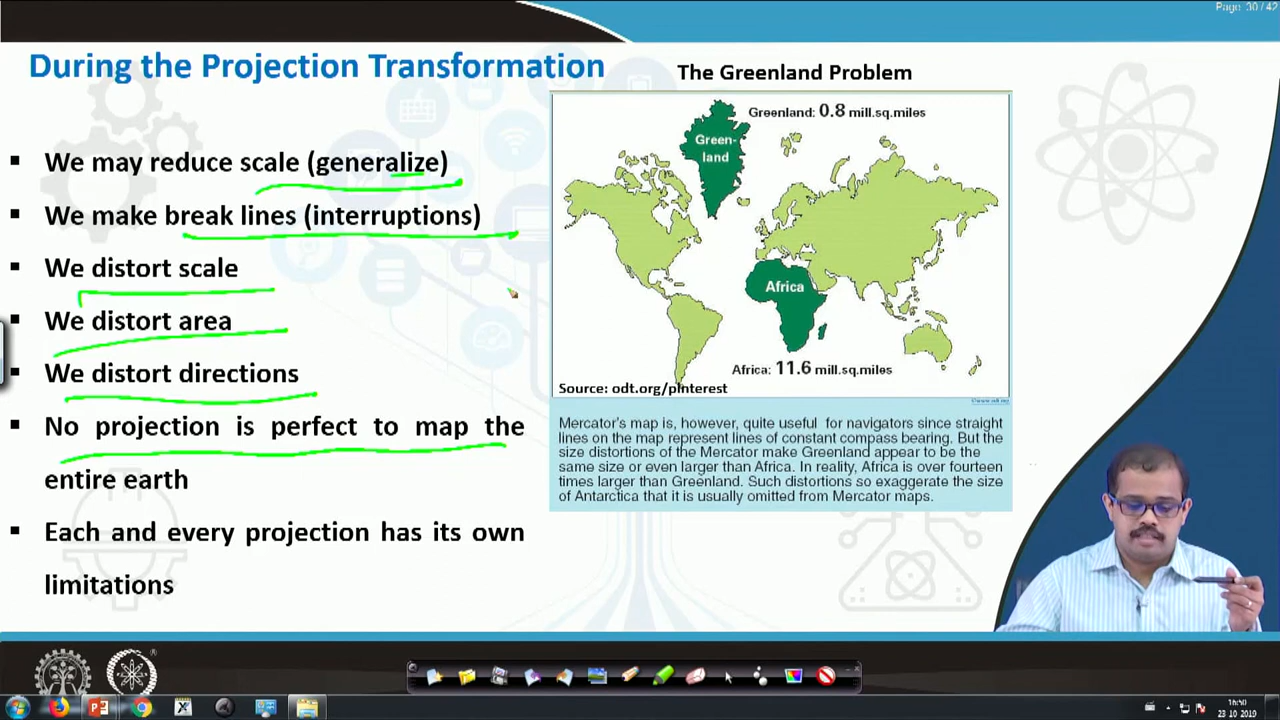 Page: 30 / 42
During the Projection Transformation
The Greenland Problem
▪ We may reduce scale (generalize)
▪ We make break lines (interruptions)
▪ We distort scale
▪ We distort area
▪ We distort directions
▪ No projection is perfect to map the
entire earth
▪ Each and every projection has its own
limitations
Greenland: 0.8 mill.sq.miles
Green-
land
Africa
Africa: 11.6 mill.sq.miles
Source: odt.org/pinterest
Mercator's map is, however, quite useful for navigators since straight
lines on the map represent lines of constant compass bearing. But the
size distortions of the Mercator make Greenland appear to be the
same size or even larger than Africa. In reality, Africa is over fourteen
times larger than Greenland. Such distortions so exaggerate the size
of Antarctica that it is usually omitted from Mercator maps.
23-10-2019